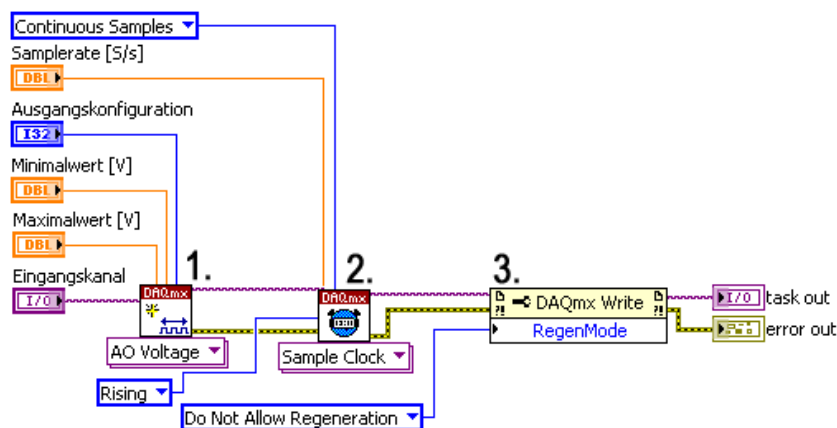 Continuous Samples
Samplerate [S/s]
DBL
Ausgangskonfiguration
I32
Minimalwert [V]
DBL
Maximalwert [V]
DBL
1.
2.
3.
Eingangskanal
I/O
DAQmx
DAQmx
DAQmx Write
I/O
task out
RegenMode
error out
AO Voltage
Sample Clock
Rising
Do Not Allow Regeneration